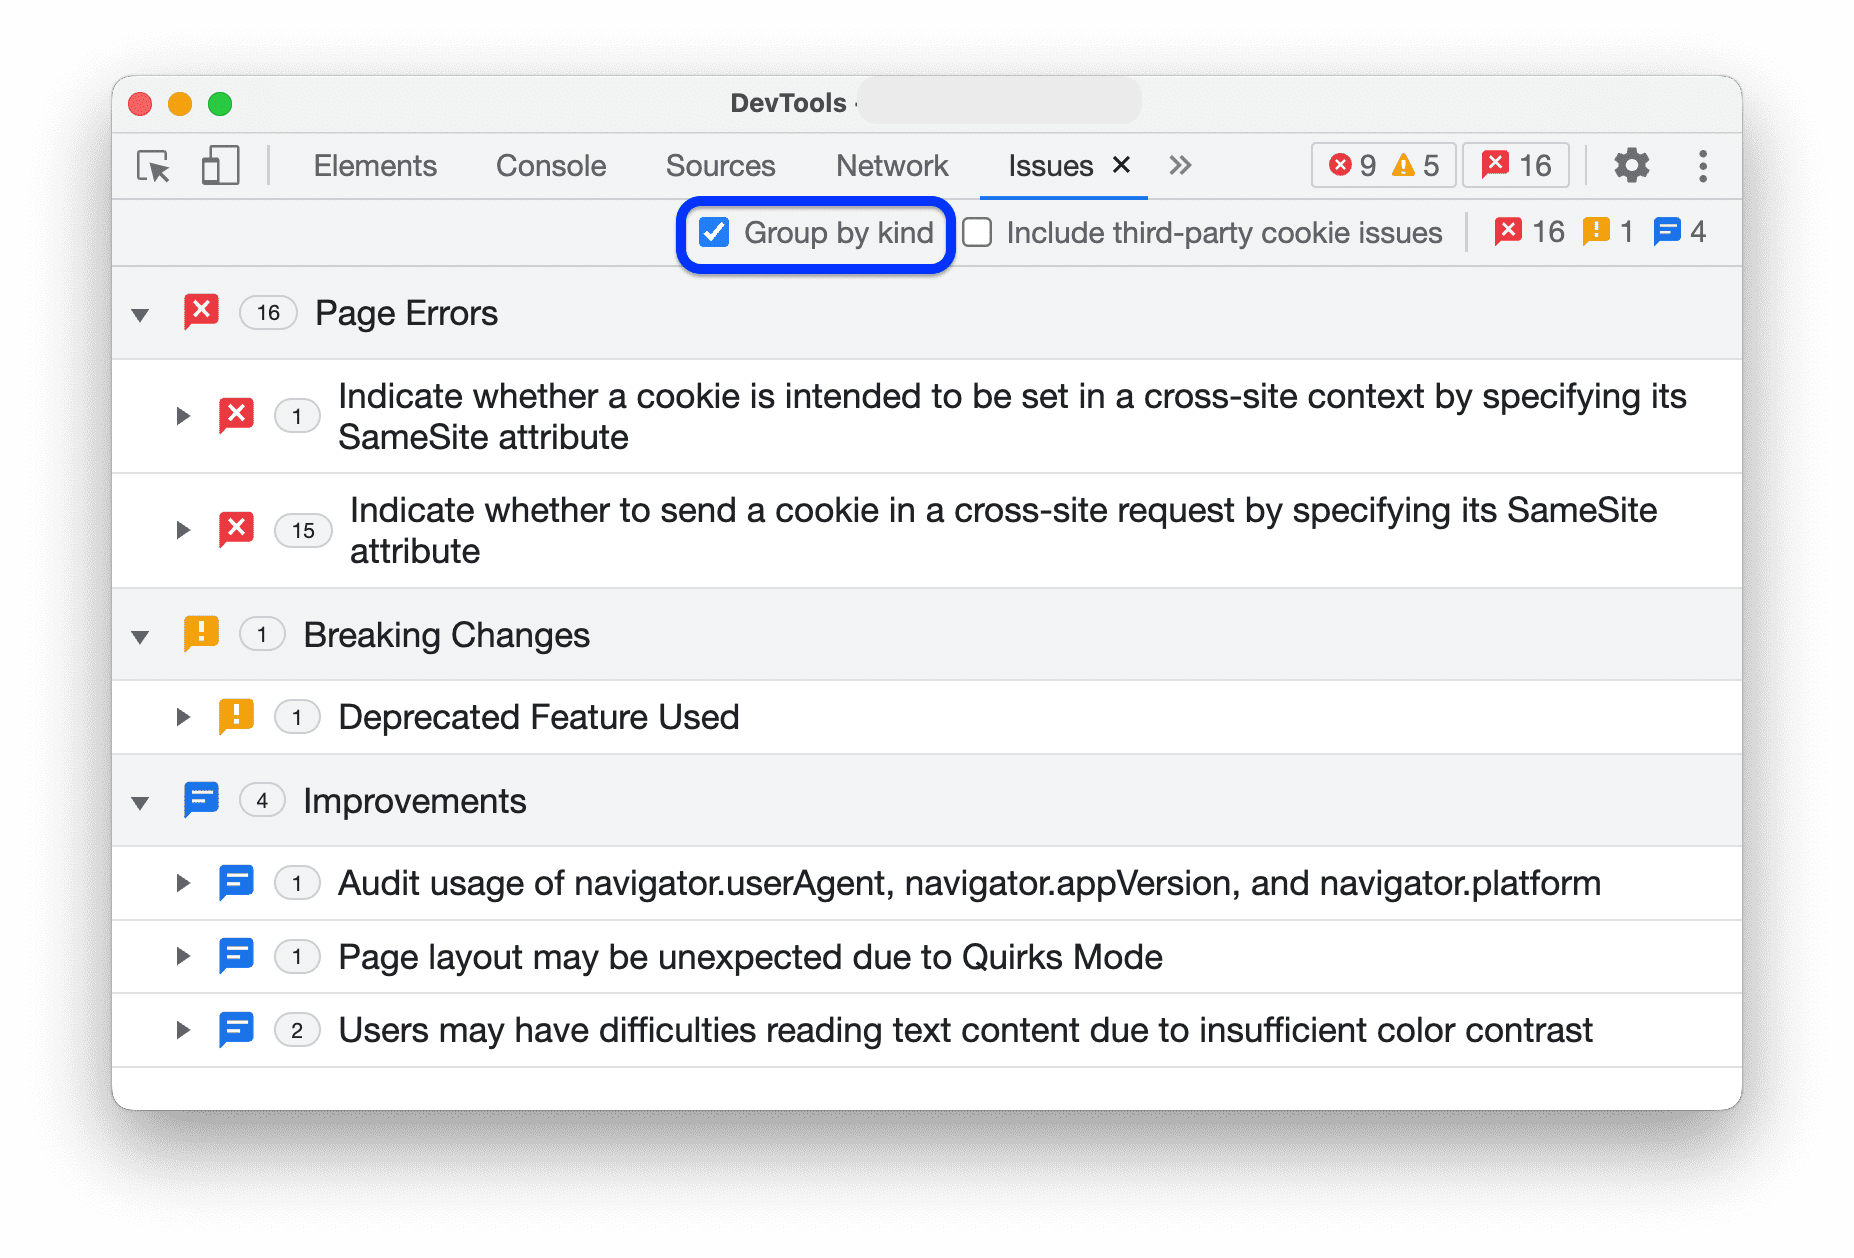 DevTools -
Elements Console Sources Network Issues 9 5 16
Group by kind Include third-party cookie issues 16 1 4
16 Page Errors
1 Indicate whether a cookie is intended to be set in a cross-site context by specifying its
SameSite attribute
15 Indicate whether to send a cookie in a cross-site request by specifying its SameSite
attribute
1 Breaking Changes
1 Deprecated Feature Used
4 Improvements
1 Audit usage of navigator.userAgent, navigator.appVersion, and navigator.platform
1 Page layout may be unexpected due to Quirks Mode
2 Users may have difficulties reading text content due to insufficient color contrast